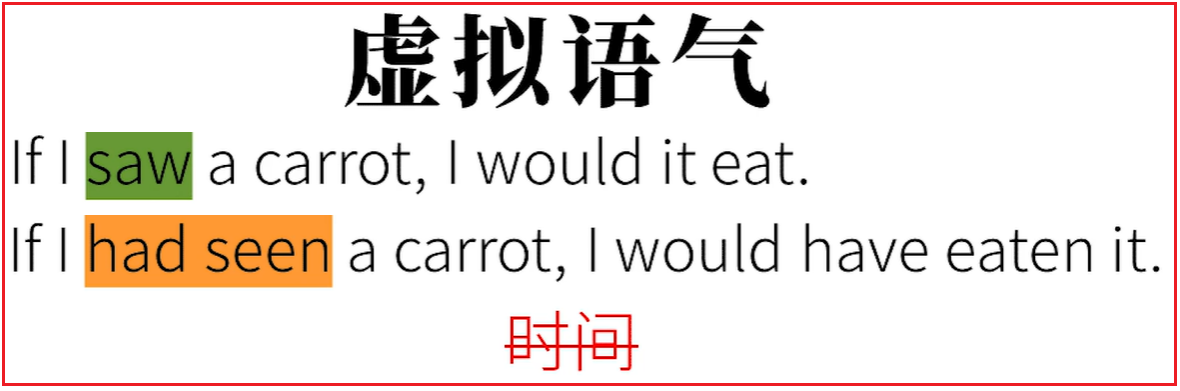 虚拟语气
If I saw a carrot, I would it eat.
If I had seen a carrot, I would have eaten it.
时间